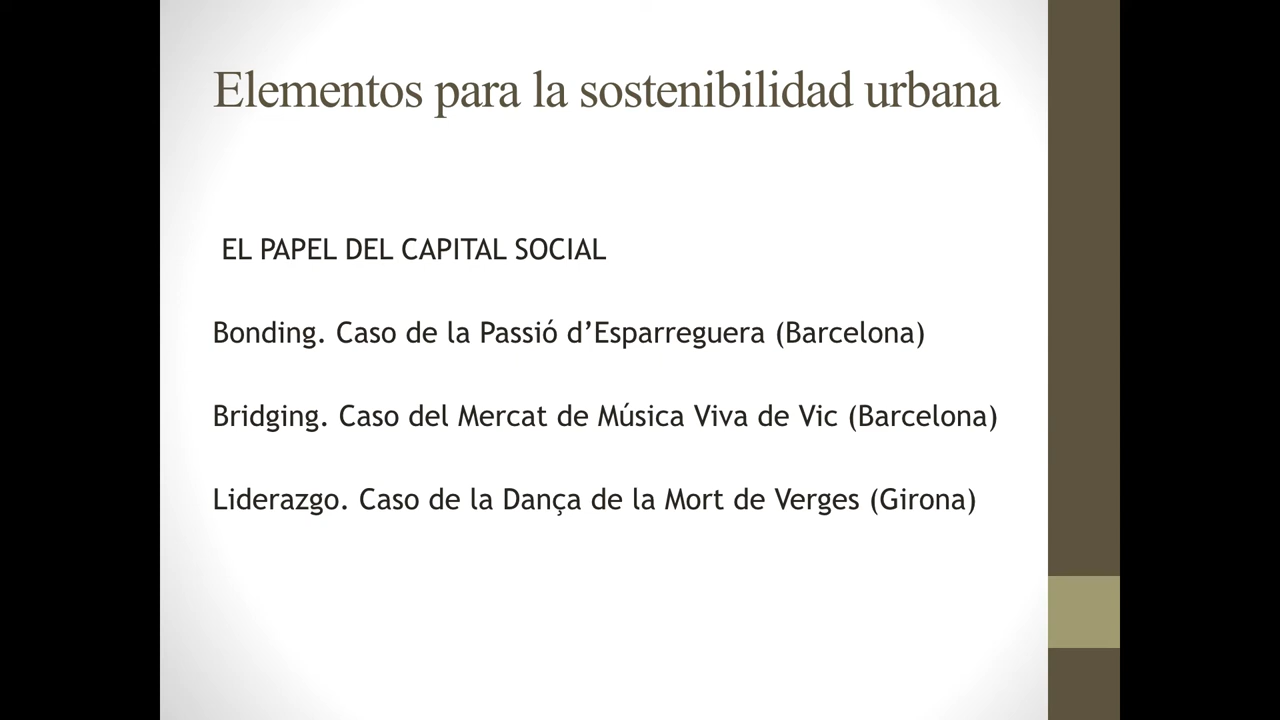 Elementos para la sostenibilidad urbana
EL PAPEL DEL CAPITAL SOCIAL
Bonding. Caso de la Passió d’Esparreguera (Barcelona)
Bridging. Caso del Mercat de Música Viva de Vic (Barcelona)
Liderazgo. Caso de la Dança de la Mort de Verges (Girona)